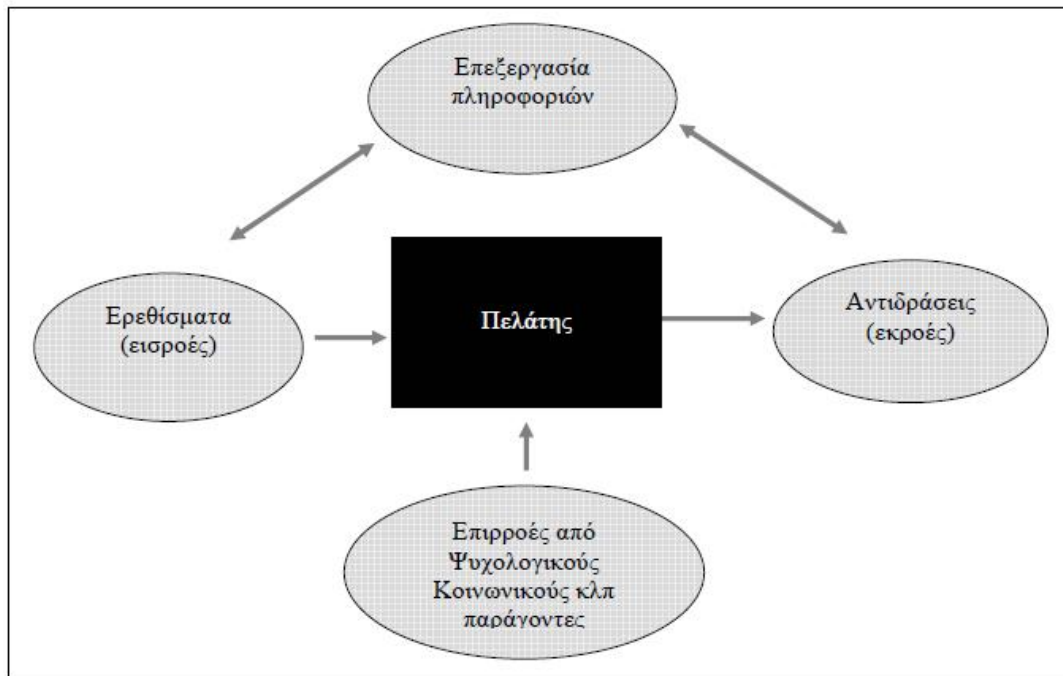 Επεξεργασία
πληροφοριών
Ερεθίσματα
(εισροές)
Πελάτης
Αντιδράσεις
(εκροές)
Επιρροές από
Ψυχολογικούς
Κοινωνικούς κλπ
παράγοντες